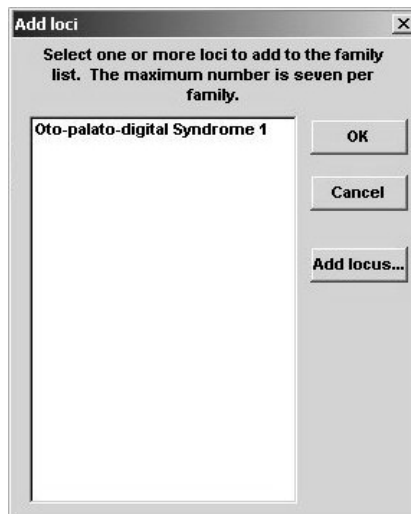 Add loci
Select one or more loci to add to the family
list. The maximum number is seven per
family.
Oto-palato-digital Syndrome 1
OK
Cancel
Add locus...